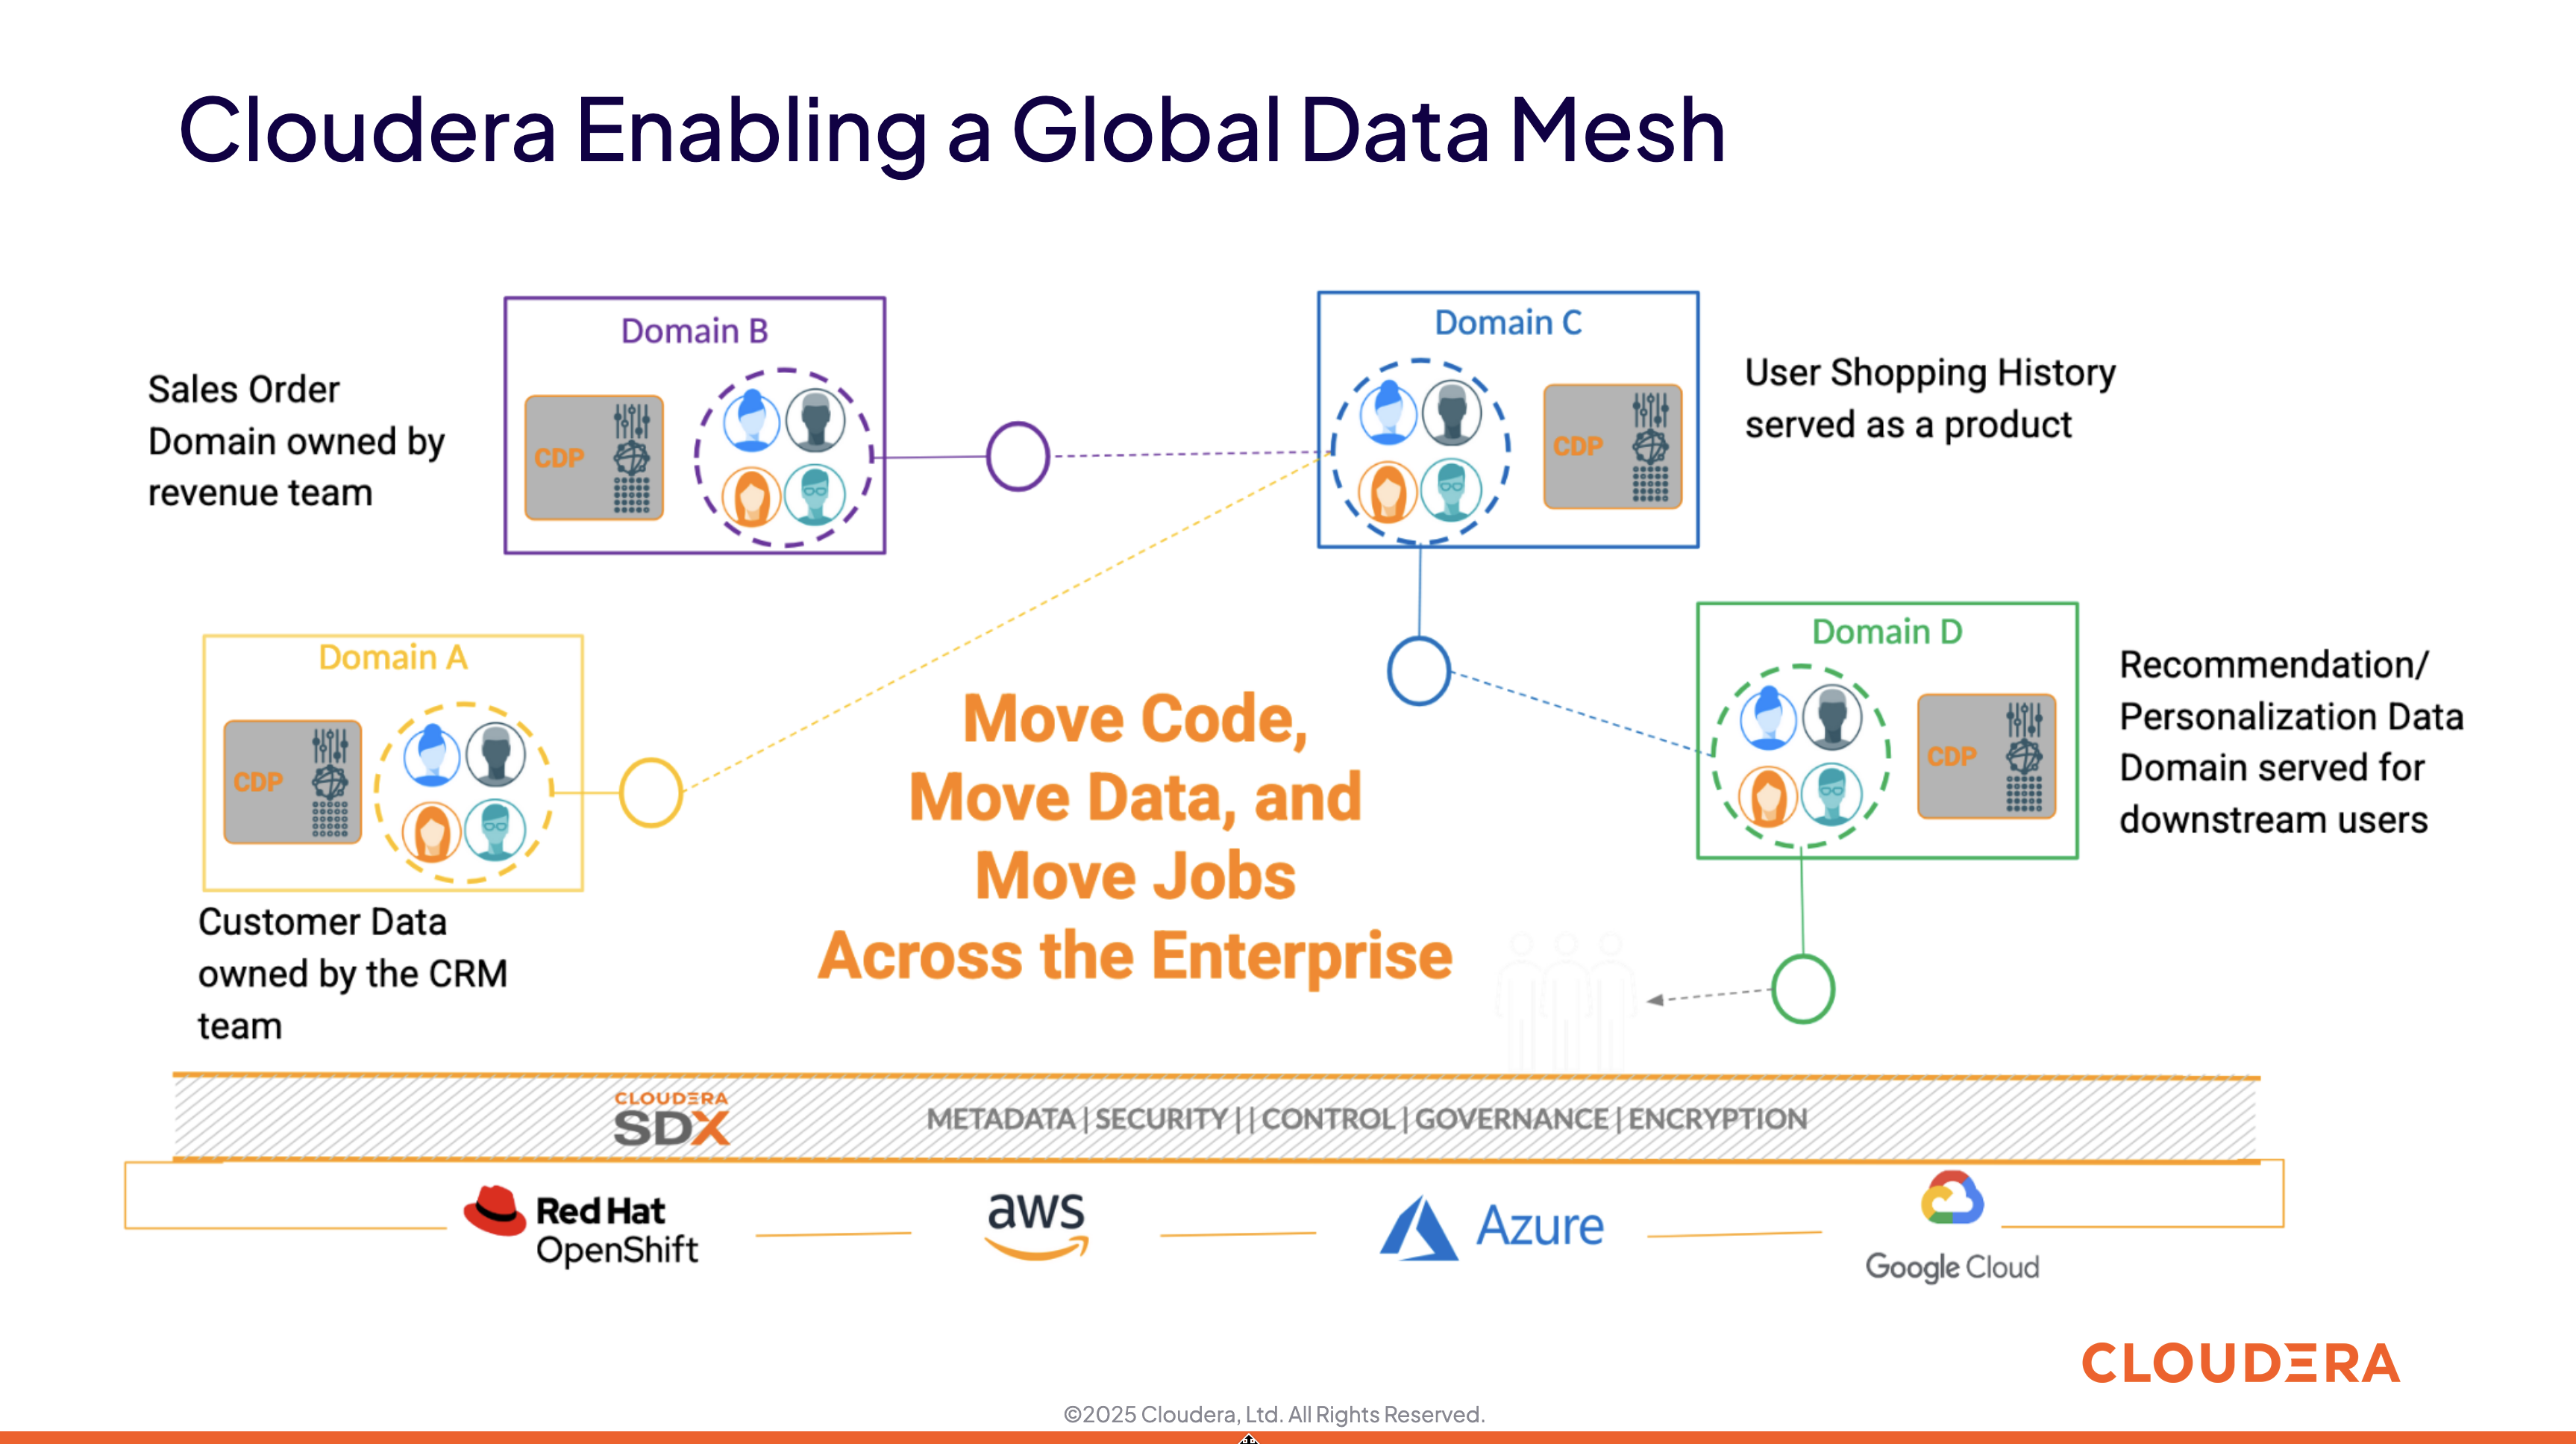 Cloudera Enabling a Global Data Mesh
Domain B
CDP
Sales Order
Domain owned by
revenue team
Domain C
CDP
User Shopping History
served as a product
Domain A
CDP
Customer Data
owned by the CRM
team
Move Code,
Move Data, and
Move Jobs
Across the Enterprise
Domain D
CDP
Recommendation/
Personalization Data
Domain served for
downstream users
CLOUDERA
SDX
METADATA | SECURITY | | CONTROL | GOVERNANCE | ENCRYPTION
Red Hat
OpenShift
aws
Azure
Google Cloud
CLOUDERA
©2025 Cloudera, Ltd. All Rights Reserved.